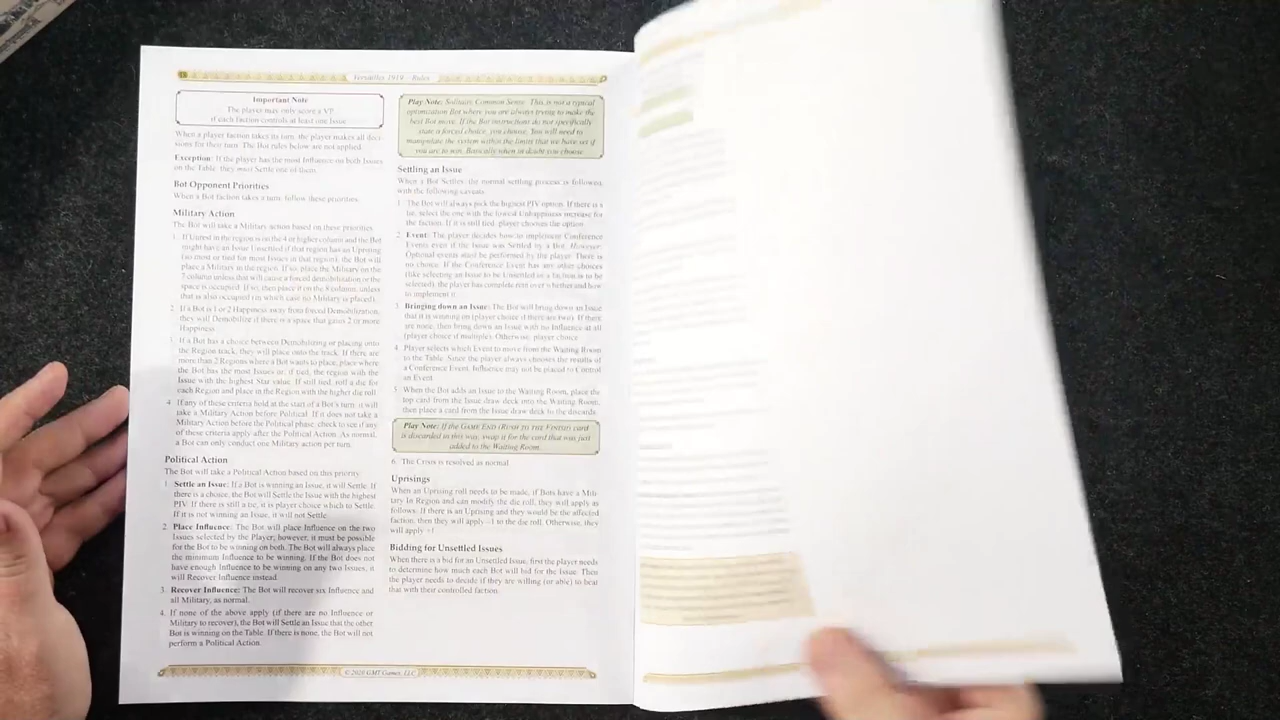 Versailles 1919 – Rules
Important Note
The player may only score a VP
if each faction controls at least one Issue
When a player faction takes its turn, the player makes all deci-
sions for their turn. The Bot rules below are not applied.
Exception: If the player has the most Influence on both Issues
on the Table, they must Settle one of them.
Bot Opponent Priorities
When a Bot faction takes a turn, follow these priorities.
Military Action
The Bot will take a Military action based on these priorities
1. If Unrest in the region is on the 4 or higher column and the Bot
might have an Issue Unsettled if that region has an Uprising
(so most or tied for most Issues in that region), the Bot will
place a Military in the region. If so, place the Military on the
7 column unless that will cause a forced demobilization or the
space is occupied. If so, then place it on the 8 column, unless
that is also occupied (in which case no Military is placed).
2. If a Bot is 1 or 2 Happiness away from forced Demobilization,
they will Demobilize if there is a space that gains 2 or more
Happiness.
3. If a Bot has a choice between Demobilizing or placing onto
the Region track, they will place onto the track. If there are
more than 2 Regions where a Bot wants to place, place where
the Bot has the most Issues or, if tied, the region with the
Issue with the highest Star value. If still tied, roll a die for
each Region and place in the Region with the higher die roll.
4. If any of these criteria hold at the start of a Bot's turn, it will
take a Military Action before Political. If it does not take a
Military Action before the Political phase, check to see if any
of these criteria apply after the Political Action. As normal,
a Bot can only conduct one Military action per turn.
Political Action
The Bot will take a Political Action based on this priority:
1. Settle an Issue: If a Bot is winning an Issue, it will Settle. If
there is a choice, the Bot will Settle the Issue with the highest
PIV. If there is still a tie, it is player choice which to Settle.
If it is not winning an Issue, it will not Settle.
2. Place Influence: The Bot will place Influence on the two
Issues selected by the Player; however, it must be possible
for the Bot to be winning on both. The Bot will always place
the minimum Influence to be winning. If the Bot does not
have enough Influence to be winning on any two Issues, it
will Recover Influence instead.
3. Recover Influence: The Bot will recover six Influence and
all Military, as normal.
4. If none of the above apply (if there are no Influence or
Military to recover), the Bot will Settle an Issue that the other
Bot is winning on the Table. If there is none, the Bot will not
perform a Political Action.
Play Note: Solitaire Common Sense. This is not a typical
optimization Bot where you are always trying to make the
best Bot move. If the Bot instructions do not specifically
state a forced choice, you choose. You will need to
manipulate the system within the limits that we have set if
you are to win. Basically when in doubt you choose.
Settling an Issue
When a Bot Settles, the normal settling process is followed
with the following caveats:
1. The Bot will always pick the highest PIV option. If there is a
tie, select the one with the lowest Unhappiness increase for
the faction. If it is still tied, player chooses the option.
2. Event: The player decides how to implement Conference
Events even if the Issue was Settled by a Bot. However,
Optional events must be performed by the player. There is
no choice. If the Conference Event has any other choices
(like selecting an Issue to be Unsettled or a faction is to be
selected), the player has complete rein over whether and how
to implement it.
3. Bringing down an Issue: The Bot will bring down an Issue
that it is winning on (player choice if there are two). If there
are none, then bring down an Issue with no Influence at all
(player choice if multiple). Otherwise, player choice.
4. Player selects which Event to move from the Waiting Room
to the Table. Since the player always chooses the results of
a Conference Event, Influence may not be placed to Control
an Event.
5. When the Bot adds an Issue to the Waiting Room, place the
top card from the Issue draw deck into the Waiting Room,
then place a card from the Issue draw deck to the discards.
Play Note: If the GAME END (RUSH TO THE FINISH) card
is discarded in this way, swap it for the card that was just
added to the Waiting Room.
6. The Crisis is resolved as normal
Uprisings
When an Uprising roll needs to be made, if Bots have a Mili-
tary In Region and can modify the die roll, they will apply as
follows. If there is an Uprising and they would be the affected
faction, then they will apply –1 to the die roll. Otherwise, they
will apply +1
Bidding for Unsettled Issues
When there is a bid for an Unsettled Issue, first the player needs
to determine how much each Bot will bid for the Issue. Then
the player needs to decide if they are willing (or able) to beat
that with their controlled faction.
© 2020 GMT Games, LLC